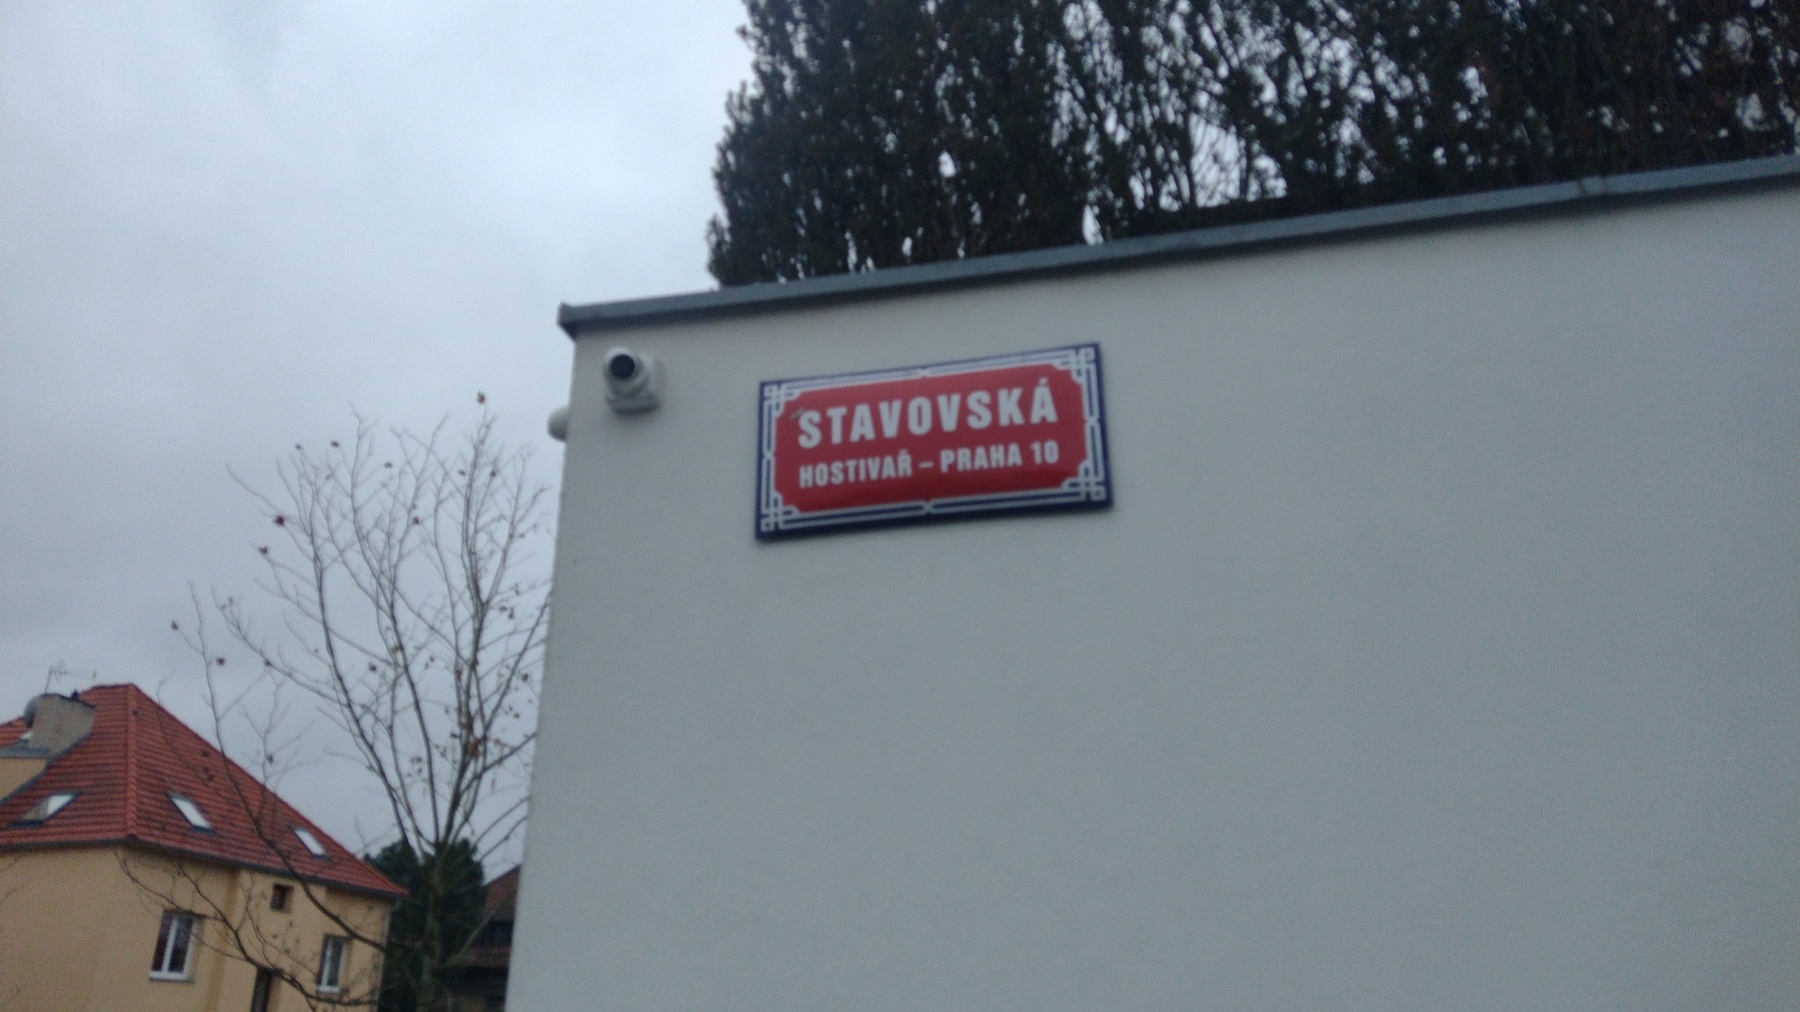 STAVOVSKÁ
HOSTIVAŘ – PRAHA 10